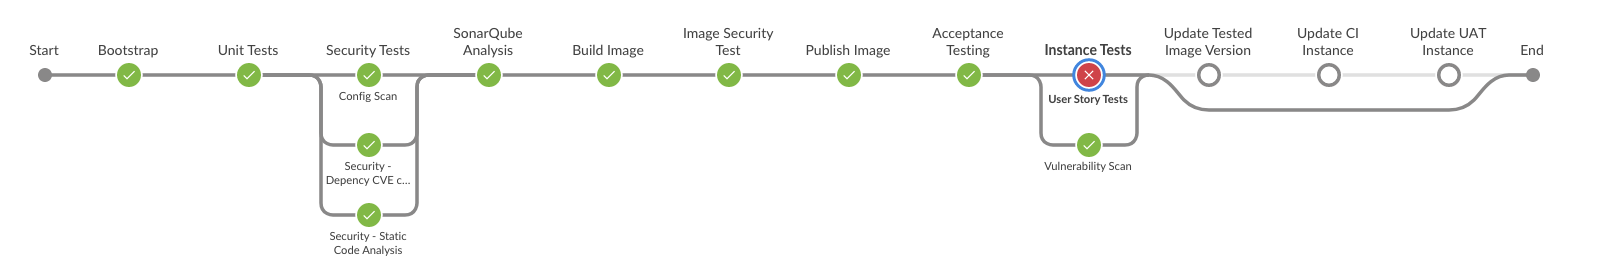 Start
Bootstrap
Unit Tests
Security Tests
SonarQube
Analysis
Build Image
Image Security
Test
Publish Image
Acceptance
Testing
Instance Tests
Update Tested
Image Version
Update CI
Instance
Update UAT
Instance
End
Config Scan
User Story Tests
Security -
Depency CVE c...
Vulnerability Scan
Security - Static
Code Analysis